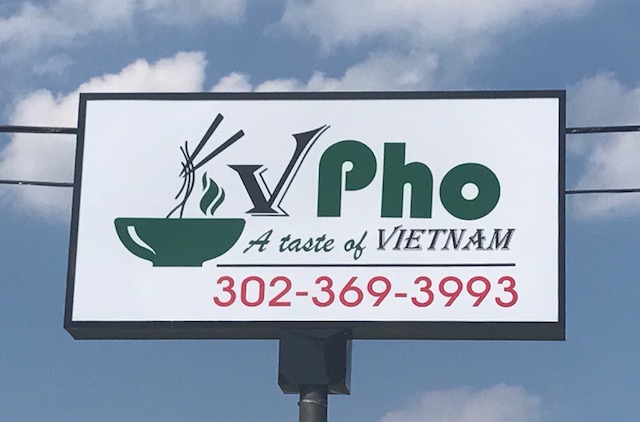 V Pho
A taste of VIETNAM
302-369-3993